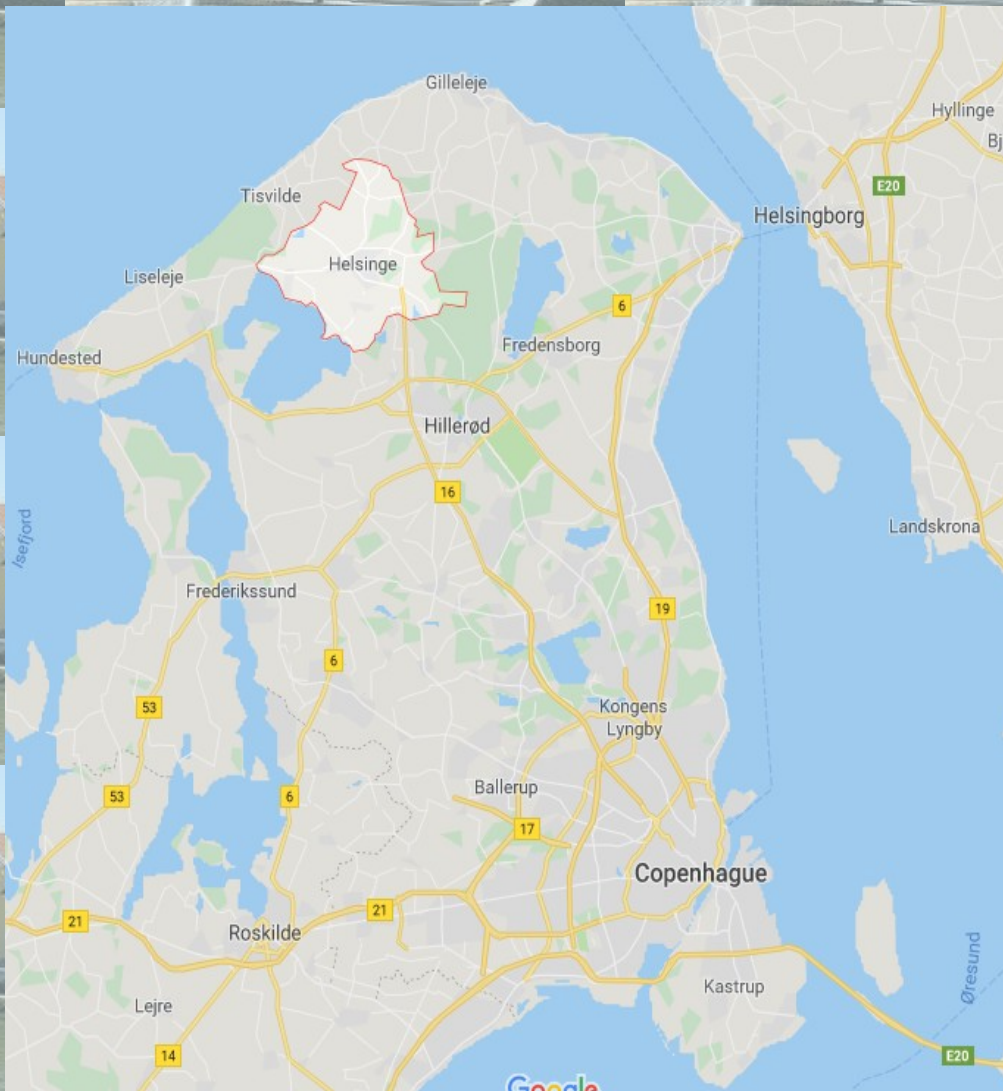 Gilleleje
Hyllinge
Bj
E20
Tisvilde
Helsingborg
Helsinge
Liseleje
6
Fredensborg
Hundested
Hillerød
16
Landskrona
Isefjord
Frederikssund
19
6
53
Kongens
Lyngby
Ballerup
53
6
17
Copenhague
21
21
Roskilde
Kastrup
Øresund
Lejre
14
E20
Google